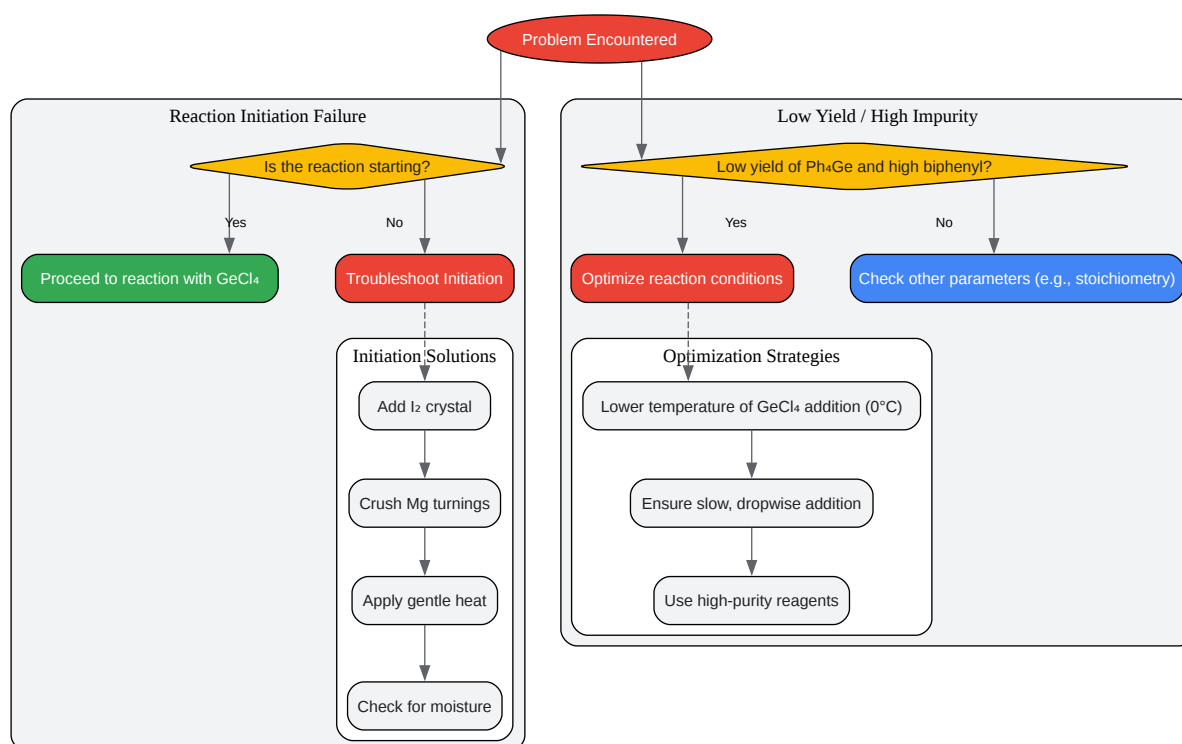 Problem Encountered
Reaction Initiation Failure
Is the reaction starting?
Yes
No
Proceed to reaction with GeCl₄
Troubleshoot Initiation
Initiation Solutions
Add I₂ crystal
Crush Mg turnings
Apply gentle heat
Check for moisture
Low Yield / High Impurity
Low yield of Ph₄Ge and high biphenyl?
Yes
No
Optimize reaction conditions
Check other parameters (e.g., stoichiometry)
Optimization Strategies
Lower temperature of GeCl₄ addition (0°C)
Ensure slow, dropwise addition
Use high-purity reagents